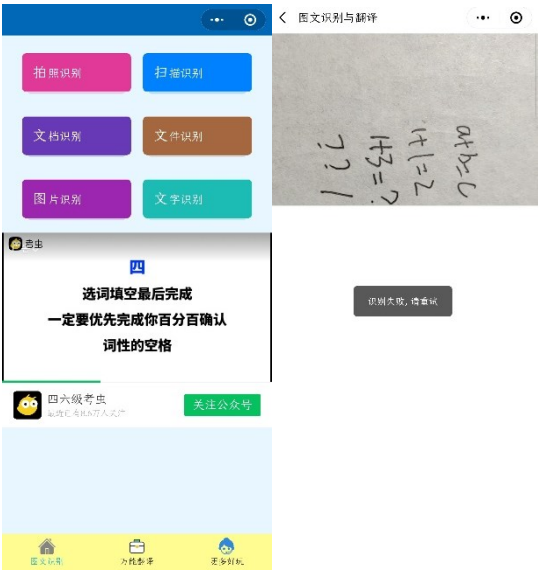 拍照识别
扫描识别
文档识别
文件识别
图片识别
文字识别
考虫
四
选词填空最后完成
一定要优先完成你百分百确认
词性的空格
四六级考虫
关注公众号
图文识别
万能翻译
更多好玩
图文识别与翻译
a+b=c
1+1=2
1+3=?
识别失败, 请重试